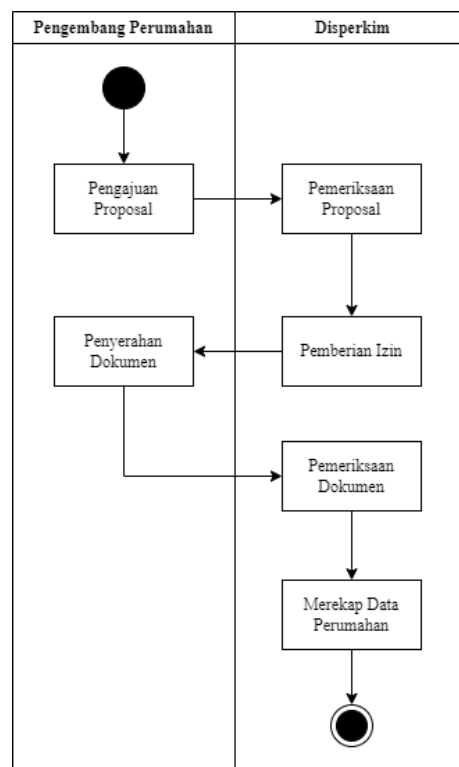 Pengembang Perumahan
Disperkim
Pengajuan
Proposal
Pemeriksaan
Proposal
Penyerahan
Dokumen
Pemberian Izin
Pemeriksaan
Dokumen
Merekap Data
Perumahan